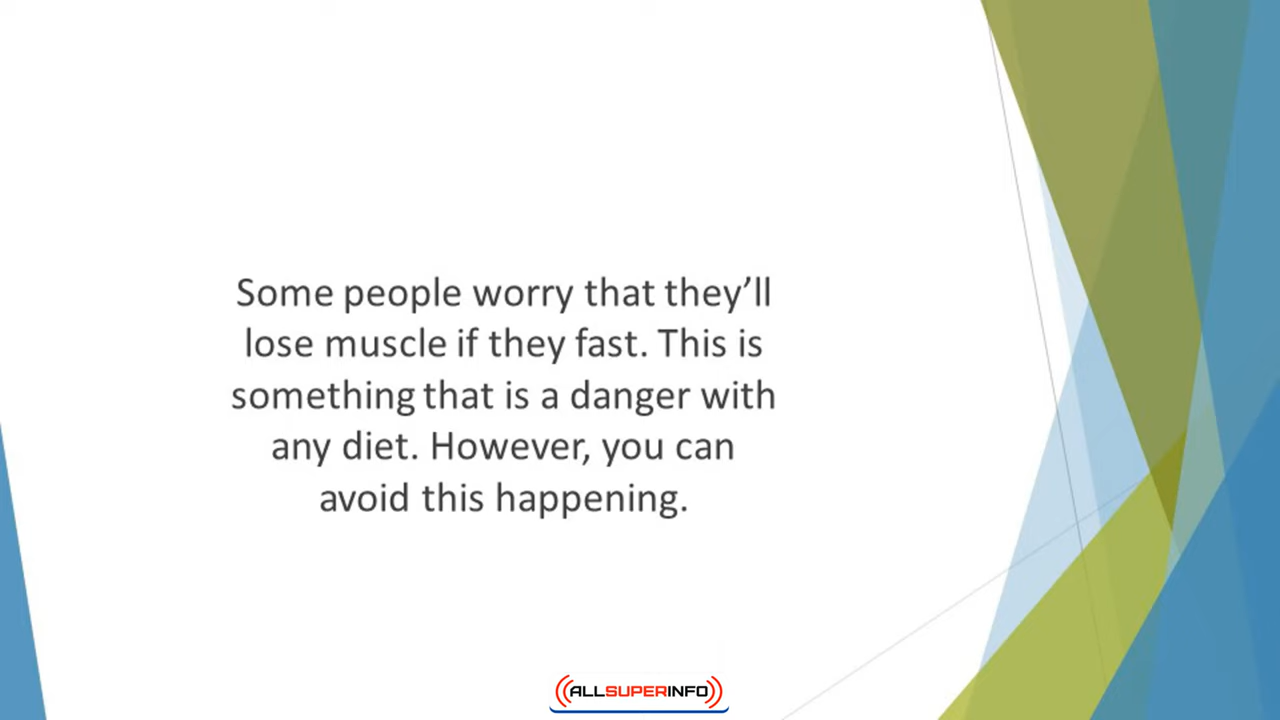 Some people worry that they’ll
lose muscle if they fast. This is
something that is a danger with
any diet. However, you can
avoid this happening.
ALLSUPERINFO